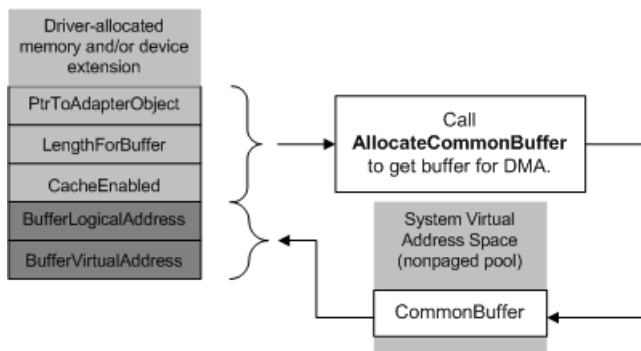 Driver-allocated
memory and/or device
extension
PtrToAdapterObject
LengthForBuffer
CacheEnabled
BufferLogicalAddress
BufferVirtualAddress
Call
AllocateCommonBuffer
to get buffer for DMA.
System Virtual
Address Space
(nonpaged pool)
CommonBuffer